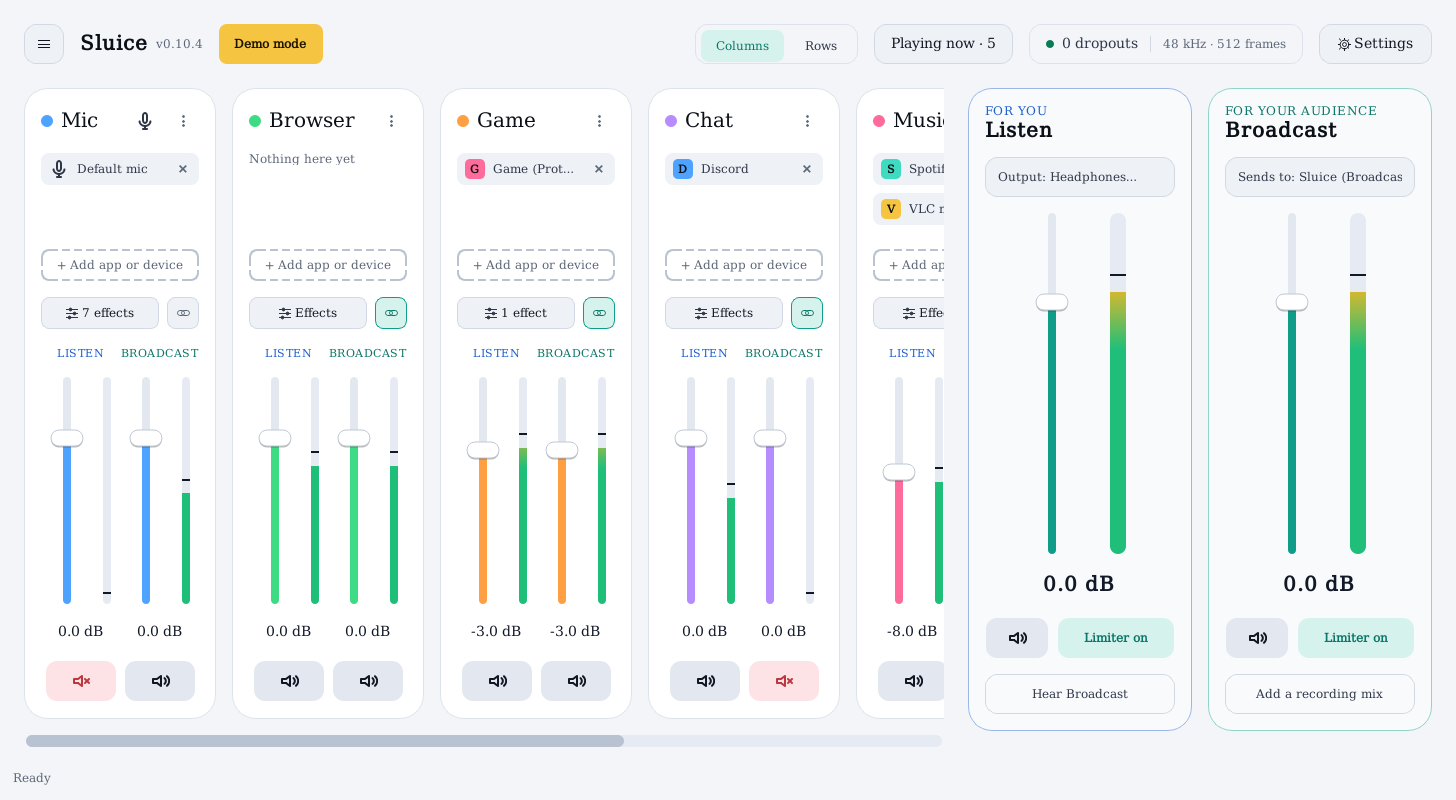 Sluice v0.10.4
Demo mode
Columns
Rows
Playing now · 5
0 dropouts
48 kHz · 512 frames
Settings
Mic
Default mic
+ Add app or device
7 effects
LISTEN
BROADCAST
0.0 dB
0.0 dB
Browser
Nothing here yet
+ Add app or device
Effects
LISTEN
BROADCAST
0.0 dB
0.0 dB
Game
G
Game (Prot...
+ Add app or device
1 effect
LISTEN
BROADCAST
-3.0 dB
-3.0 dB
Chat
D
Discord
+ Add app or device
Effects
LISTEN
BROADCAST
0.0 dB
0.0 dB
Music
S
Spotif
V
VLC
+ Add ap
Effe
LISTEN
-8.0 dB
FOR YOU
Listen
Output: Headphones...
0.0 dB
Limiter on
Hear Broadcast
FOR YOUR AUDIENCE
Broadcast
Sends to: Sluice (Broadcas
0.0 dB
Limiter on
Add a recording mix
Ready